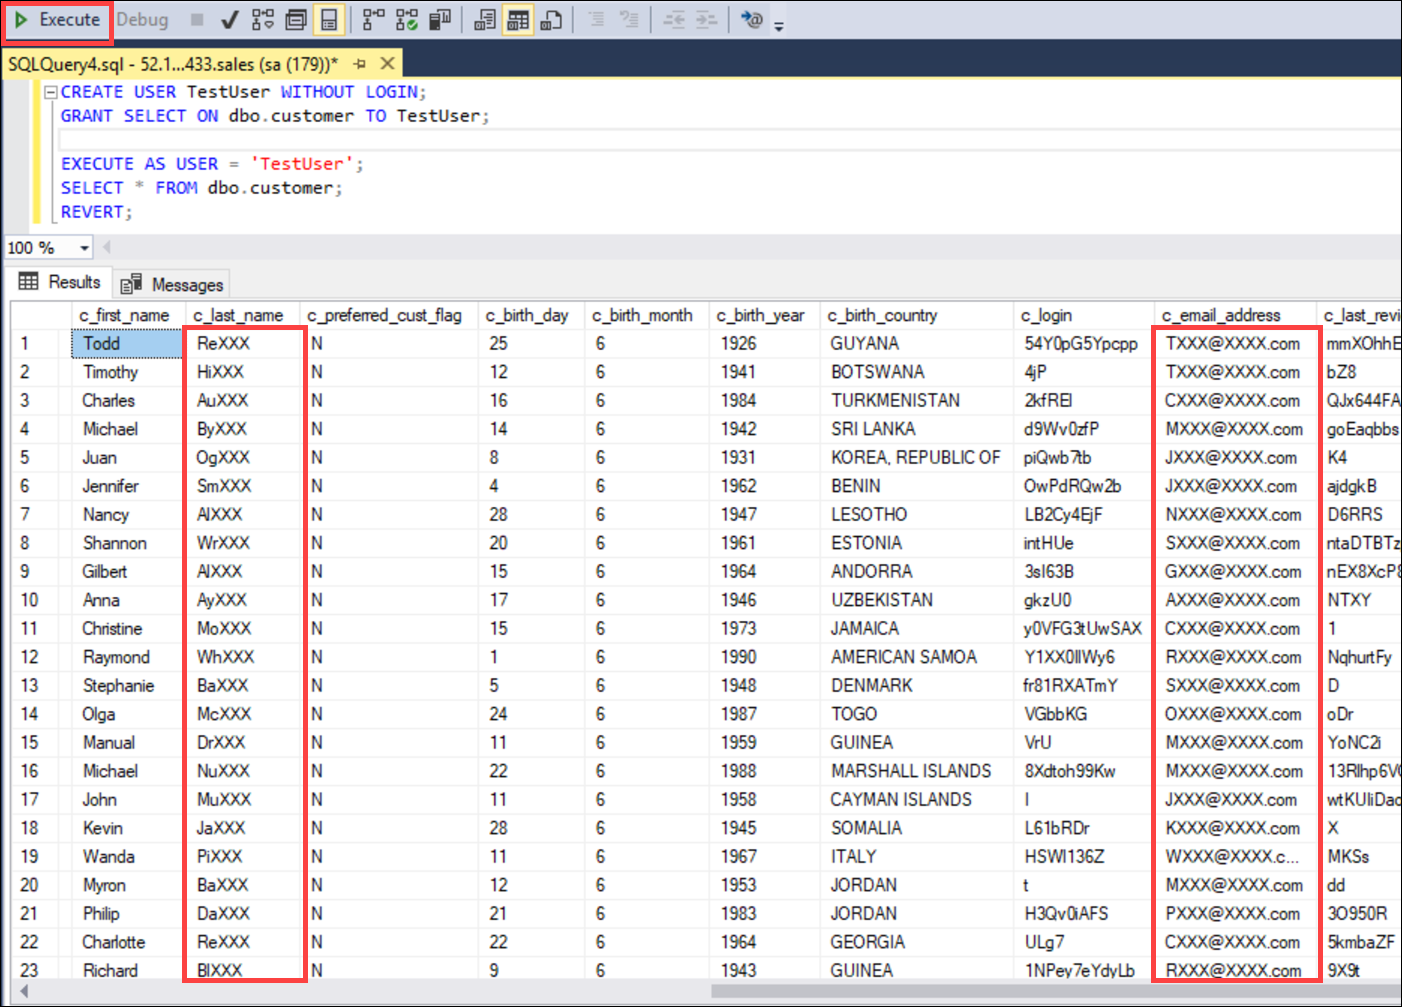 Execute Debug
SQLQuery4.sql - 52.1...433.sales (sa (179))*
CREATE USER TestUser WITHOUT LOGIN;
GRANT SELECT ON dbo.customer TO TestUser;
EXECUTE AS USER = 'TestUser';
SELECT * FROM dbo.customer;
REVERT;
100 %
Results Messages
c_first_name c_last_name c_preferred_cust_flag c_birth_day c_birth_month c_birth_year c_birth_country c_login c_email_address c_last_revi
1 Todd ReXXX N 25 6 1926 GUYANA 54Y0pG5Ypcpp TXXX@XXXX.com mmXOhhE
2 Timothy HiXXX N 12 6 1941 BOTSWANA 4jP TXXX@XXXX.com bZ8
3 Charles AuXXX N 16 6 1984 TURKMENISTAN 2kfREI CXXX@XXXX.com QJx644FA
4 Michael ByXXX N 14 6 1942 SRI LANKA d9Wv0zfP MXXX@XXXX.com goEaqbbs
5 Juan OgXXX N 8 6 1931 KOREA, REPUBLIC OF piQwb7tb JXXX@XXXX.com K4
6 Jennifer SmXXX N 4 6 1962 BENIN OwPdRQw2b JXXX@XXXX.com ajdgkB
7 Nancy AlXXX N 28 6 1947 LESOTHO LB2Cy4EjF NXXX@XXXX.com D6RRS
8 Shannon WrXXX N 20 6 1961 ESTONIA intHUe SXXX@XXXX.com ntaDTBTz
9 Gilbert AlXXX N 15 6 1964 ANDORRA 3sI63B GXXX@XXXX.com nEX8XcP8
10 Anna AyXXX N 17 6 1946 UZBEKISTAN gkzU0 AXXX@XXXX.com NTXY
11 Christine MoXXX N 15 6 1973 JAMAICA y0VFG3tUwSAX CXXX@XXXX.com 1
12 Raymond WhXXX N 1 6 1990 AMERICAN SAMOA Y1XX0IIWy6 RXXX@XXXX.com NqhurtFy
13 Stephanie BaXXX N 5 6 1948 DENMARK fr81RXATmY SXXX@XXXX.com D
14 Olga McXXX N 24 6 1987 TOGO VGbbKG OXXX@XXXX.com oDr
15 Manual DrXXX N 11 6 1959 GUINEA VrU MXXX@XXXX.com YoNC2i
16 Michael NuXXX N 22 6 1988 MARSHALL ISLANDS 8Xdtoh99Kw MXXX@XXXX.com 13RIhp6V
17 John MuXXX N 11 6 1958 CAYMAN ISLANDS l JXXX@XXXX.com wtKUIiDac
18 Kevin JaXXX N 28 6 1945 SOMALIA L61bRDr KXXX@XXXX.com X
19 Wanda PiXXX N 11 6 1967 ITALY HSWI136Z WXXX@XXXX.c... MKSs
20 Myron BaXXX N 12 6 1953 JORDAN t MXXX@XXXX.com dd
21 Philip DaXXX N 21 6 1983 JORDAN H3Qv0iAFS PXXX@XXXX.com 3O950R
22 Charlotte ReXXX N 22 6 1964 GEORGIA ULg7 CXXX@XXXX.com 5kmbaZF
23 Richard BlXXX N 9 6 1943 GUINEA 1NPey7eYdyLb RXXX@XXXX.com 9X9t